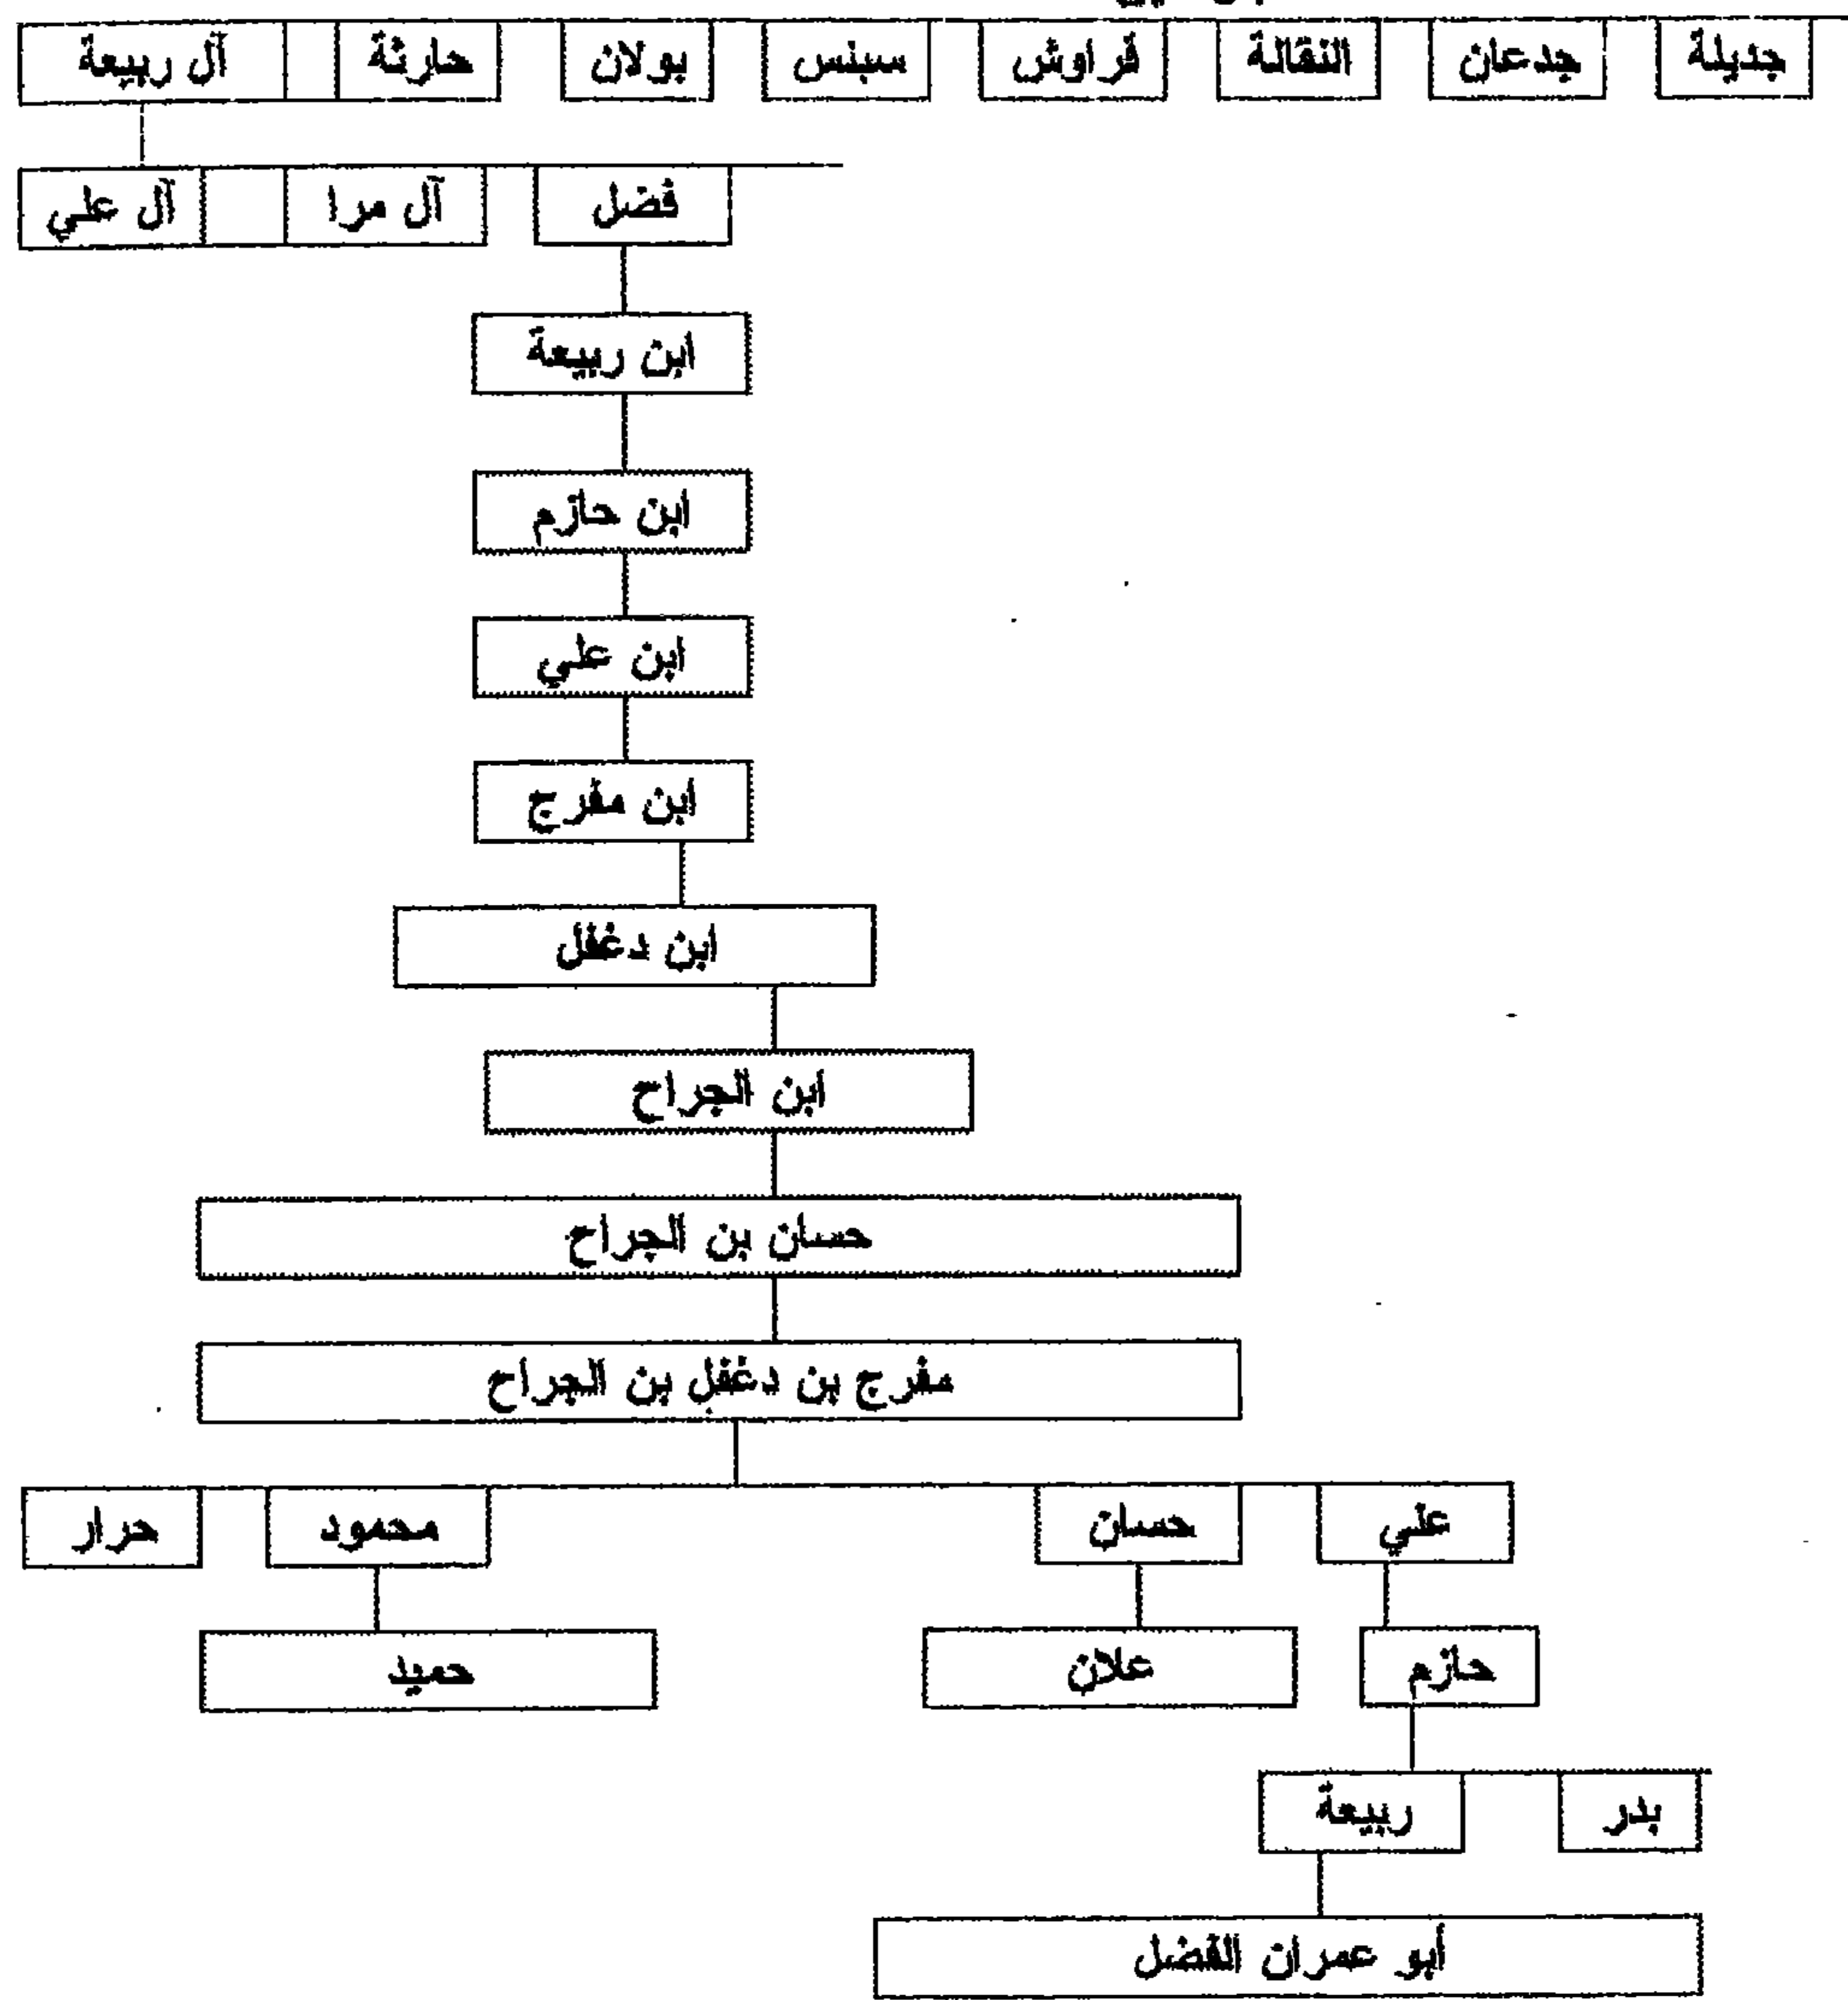 جديلة جدعان النقالة قراوش سبنس بولان حارثة آل ربيعة
فضل آل مرا آل علي
ابن ربيعة
ابن حازم
ابن علي
ابن مفرج
ابن دغفل
ابن الجراح
حسان بن الجراح
مفرج بن دغفل بن الجراح
علي حسان محمود حرار
حازم علان حميد
بدر ربيعة
أبو عمران الفضل